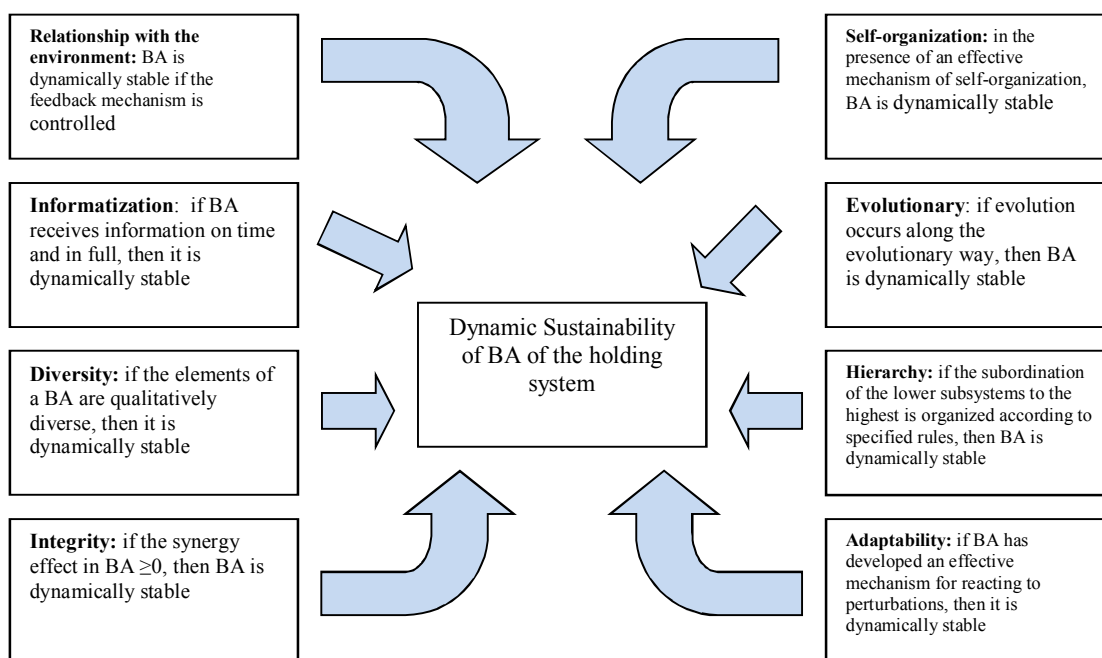 Relationship with the
environment: BA is
dynamically stable if the
feedback mechanism is
controlled
Informatization:  if BA
receives information on time
and in full, then it is
dynamically stable
Diversity: if the elements of
a BA are qualitatively
diverse, then it is
dynamically stable
Integrity: if the synergy
effect in BA ≥0, then BA is
dynamically stable
Dynamic Sustainability
of BA of the holding
system
Self-organization: in the
presence of an effective
mechanism of self-organization,
BA is dynamically stable
Evolutionary: if evolution
occurs along the
evolutionary way, then BA
is dynamically stable
Hierarchy: if the subordination
of the lower subsystems to the
highest is organized according to
specified rules, then BA is
dynamically stable
Adaptability: if BA has
developed an effective
mechanism for reacting to
perturbations, then it is
dynamically stable